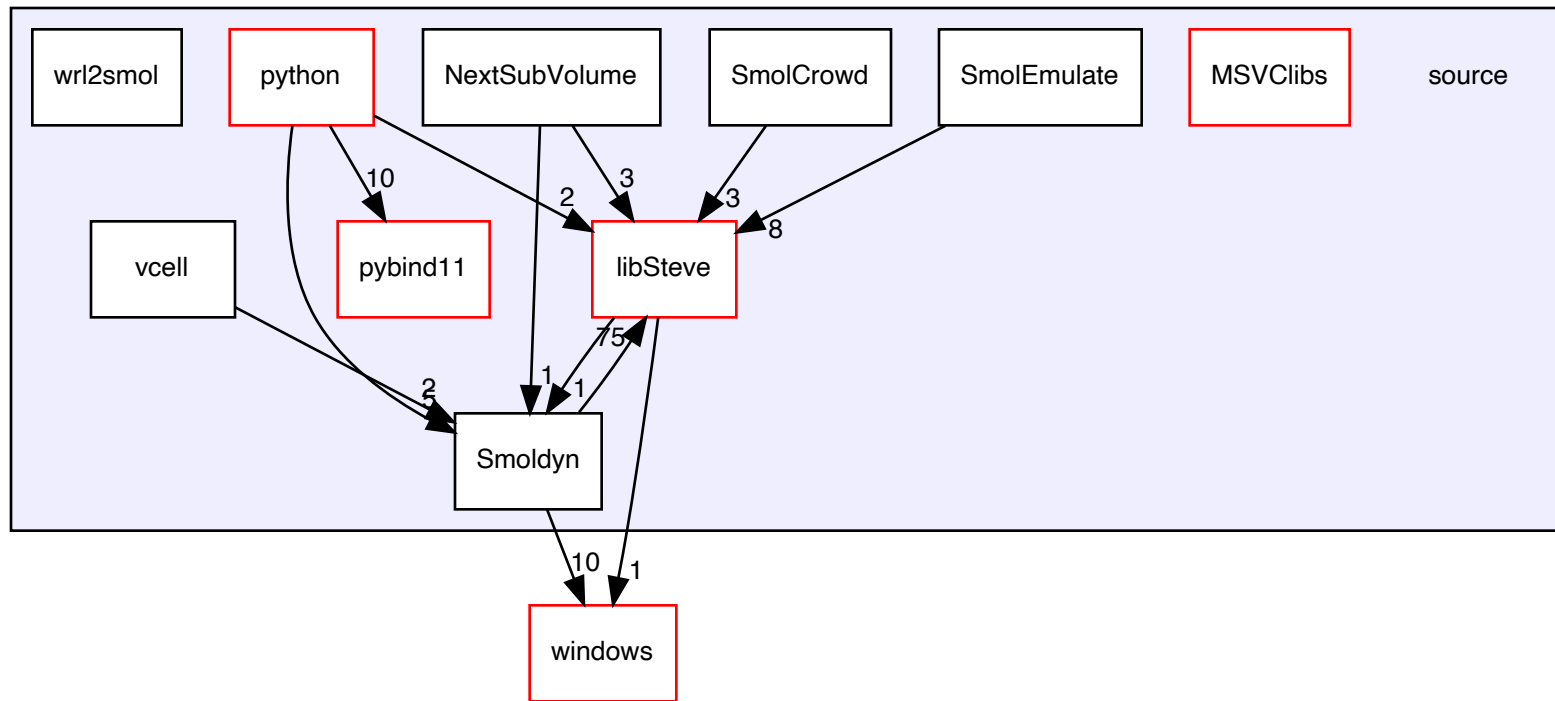 wrl2smol
python
NextSubVolume
SmolCrowd
SmolEmulate
MSVClibs
source
10
2
3
3
8
vcell
pybind11
libSteve
75
1
1
2
5
Smoldyn
10
1
windows